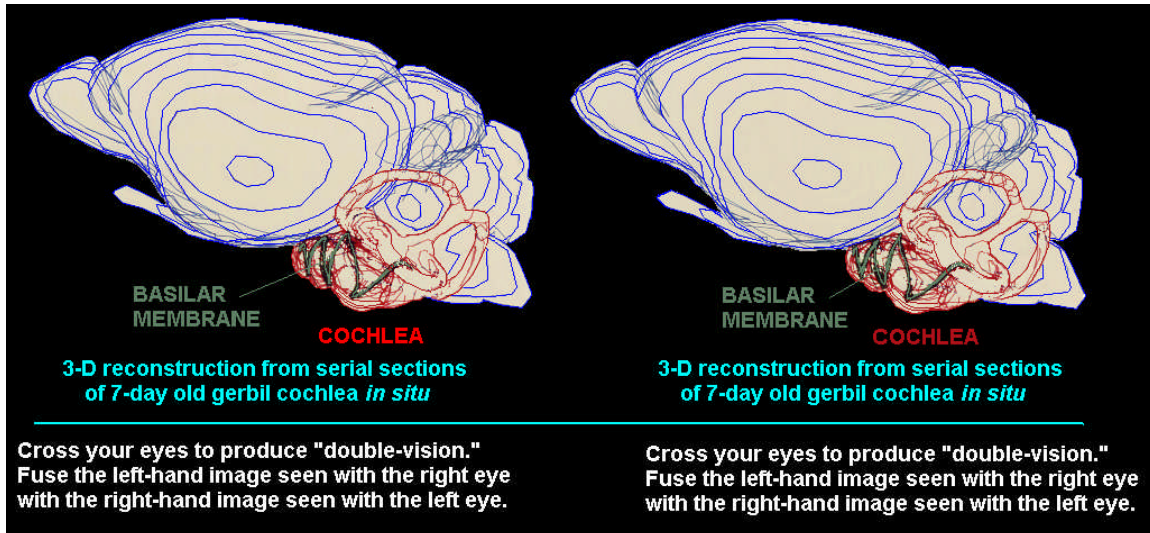 BASILAR
MEMBRANE
COCHLEA
3-D reconstruction from serial sections
of 7-day old gerbil cochlea in situ
Cross your eyes to produce "double-vision."
Fuse the left-hand image seen with the right eye
with the right-hand image seen with the left eye.
BASILAR
MEMBRANE
COCHLEA
3-D reconstruction from serial sections
of 7-day old gerbil cochlea in situ
Cross your eyes to produce "double-vision."
Fuse the left-hand image seen with the right eye
with the right-hand image seen with the left eye.